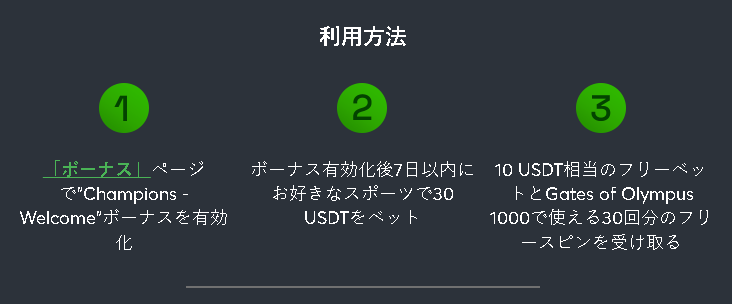 利用方法
1
「ボーナス」ページ
で"Champions -
Welcome"ボーナスを有効
化
2
ボーナス有効化後7日以内に
お好きなスポーツで30
USDTをベット
3
10 USDT相当のフリーベッ
トとGates of Olympus
1000で使える30回分のフリ
ースピンを受け取る